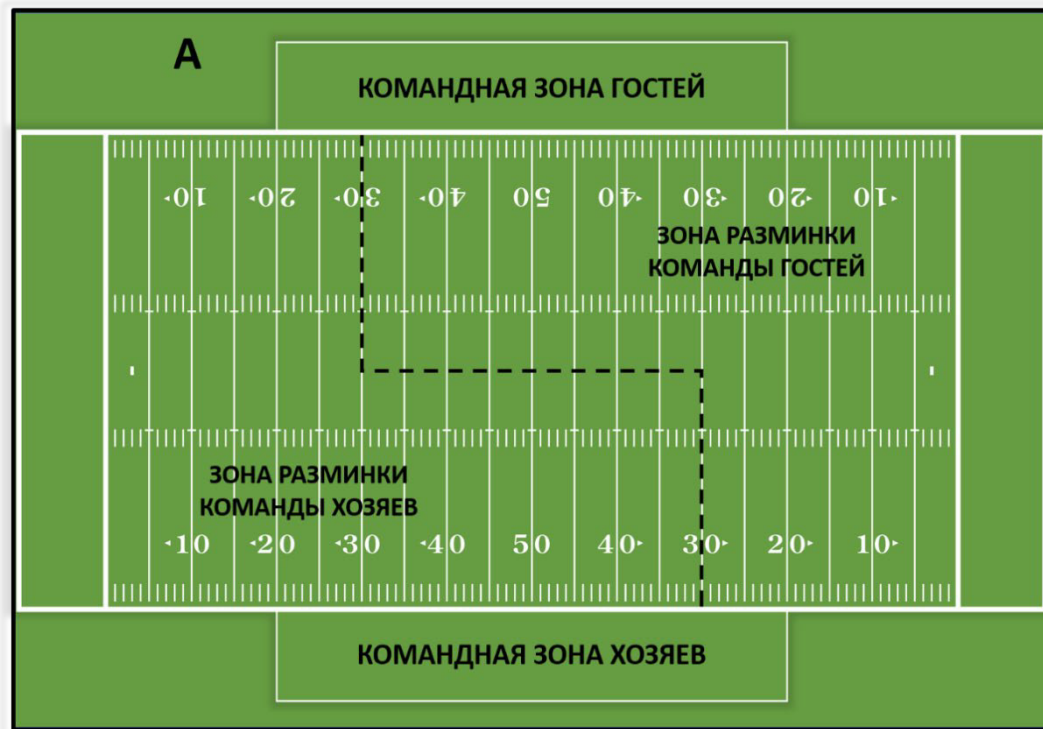 А
КОМАНДНАЯ ЗОНА ГОСТЕЙ
10 20 30 40 50 40 30 20 10
ЗОНА РАЗМИНКИ
КОМАНДЫ ГОСТЕЙ
ЗОНА РАЗМИНКИ
КОМАНДЫ ХОЗЯЕВ
10 20 30 40 50 40 30 20 10
КОМАНДНАЯ ЗОНА ХОЗЯЕВ